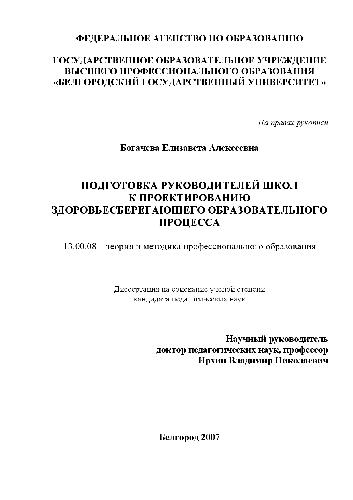 ФЕДЕРАЛЬНОЕ АГЕНСТВО ПО ОБРАЗОВАНИЮ
ГОСУДАРСТВЕННОЕ ОБРАЗОВАТЕЛЬНОЕ УЧРЕЖДЕНИЕ
ВЫСШЕГО ПРОФЕССИОНАЛЬНОГО ОБРАЗОВАНИЯ
«БЕЛГОРОДСКИЙ ГОСУДАРСТВЕННЫЙ УНИВЕРСИТЕТ»
На правах рукописи
Богачева Елизавета Алексеевна
ПОДГОТОВКА РУКОВОДИТЕЛЕЙ ШКОЛ
К ПРОЕКТИРОВАНИЮ
ЗДОРОВЬЕСБЕРЕГАЮЩЕГО ОБРАЗОВАТЕЛЬНОГО
ПРОЦЕССА
13.00.08 – теория и методика профессионального образования
Диссертация на соискание ученой степени
кандидата педагогических наук
Научный руководитель
доктор педагогических наук, профессор
Ирхин Владимир Николаевич
Белгород 2007